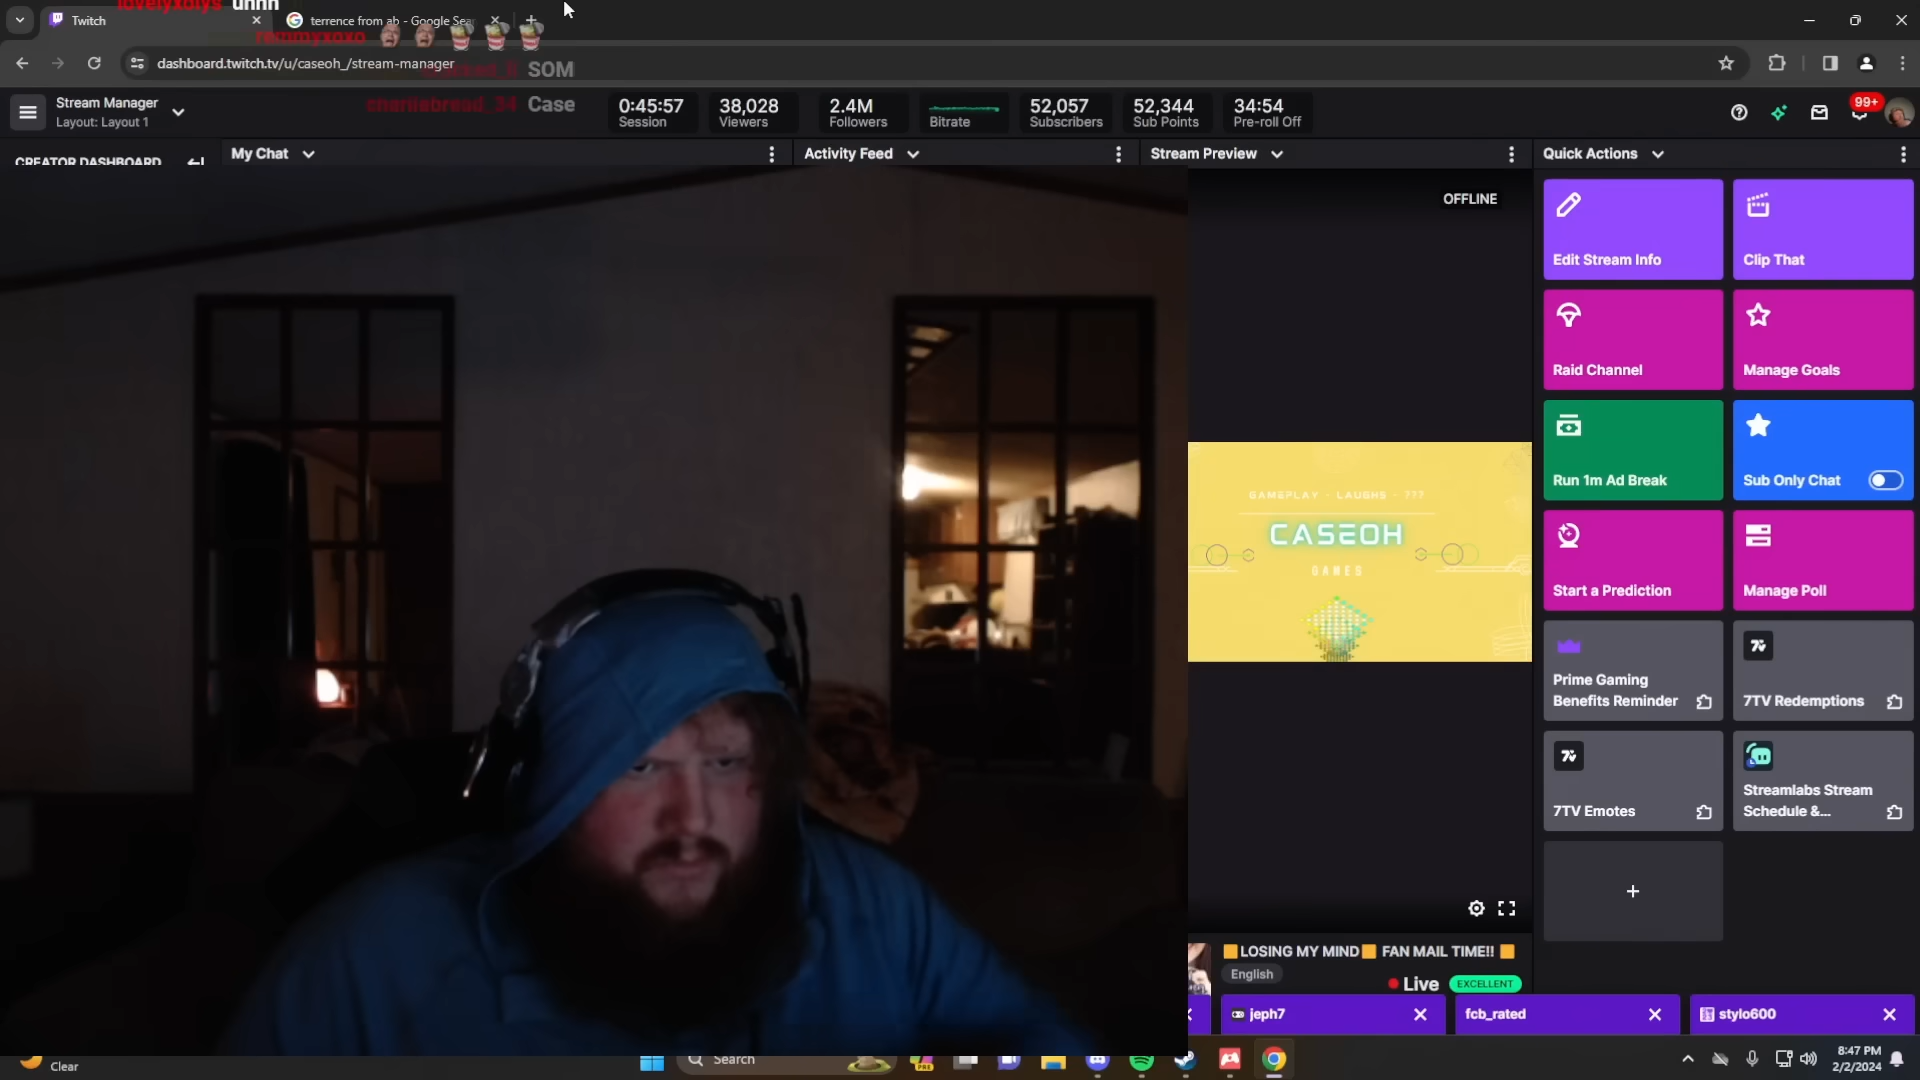 lovelyxolys uhhh
Twitch
terrence from ab - Google Sea
remmyxoxo
dashboard.twitch.tv/u/caseoh_/stream-manager
SOM
Stream Manager
Layout: Layout 1
charliebread_34 Case
0:45:57
Session
38,028
Viewers
2.4M
Followers
Bitrate
52,057
Subscribers
52,344
Sub Points
34:54
Pre-roll Off
99+
CREATOR DASHBOARD
My Chat
Activity Feed
Stream Preview
Quick Actions
OFFLINE
Edit Stream Info
Clip That
Raid Channel
Manage Goals
Run 1m Ad Break
Sub Only Chat
GAMEPLAY - LAUGHS - ???
CASEOH
GAMES
Start a Prediction
Manage Poll
Prime Gaming
Benefits Reminder
7TV Redemptions
7TV Emotes
Streamlabs Stream
Schedule &...
LOSING MY MIND FAN MAIL TIME!!
English
Live
EXCELLENT
jeph7
fcb_rated
stylo600
Clear
Search
PRE
8:47 PM
2/2/2024